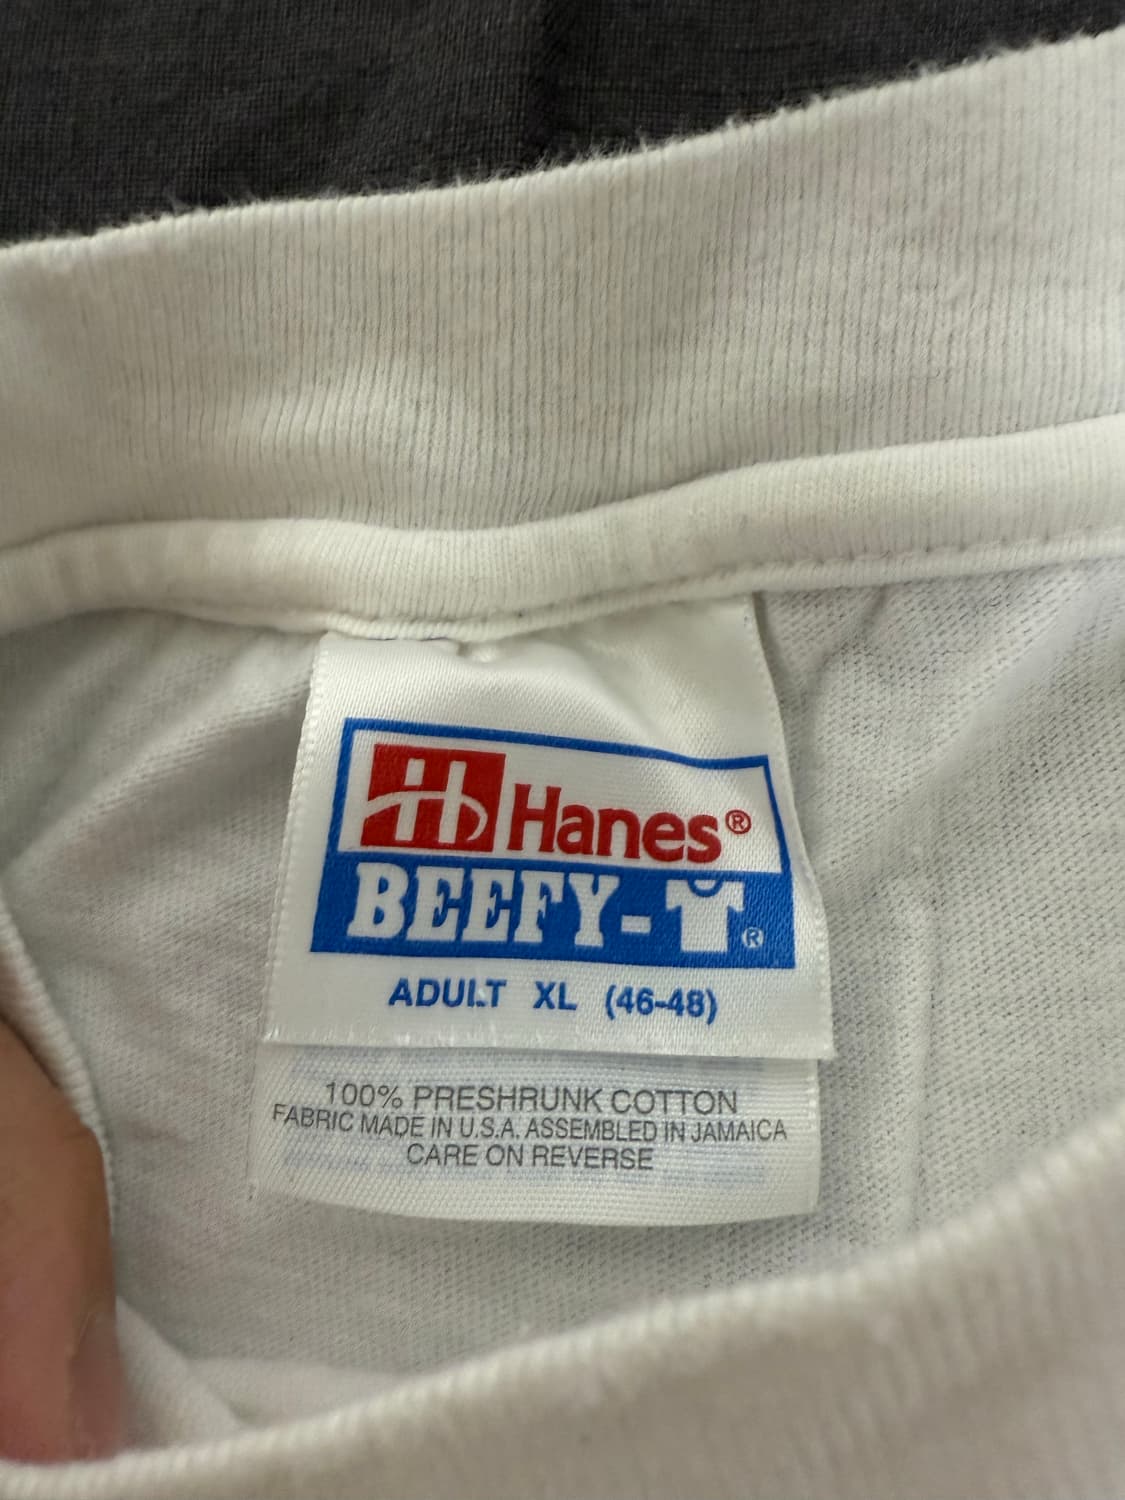 Hanes®
BEEFY-T®
ADULT XL (46-48)
100% PRESHRUNK COTTON
FABRIC MADE IN U.S.A. ASSEMBLED IN JAMAICA
CARE ON REVERSE